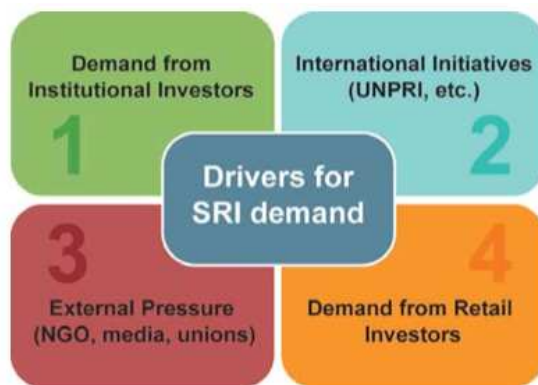 Demand from
Institutional Investors
1
International Initiatives
(UNPRI, etc.)
2
Drivers for
SRI demand
3
External Pressure
(NGO, media, unions)
4
Demand from Retail
Investors